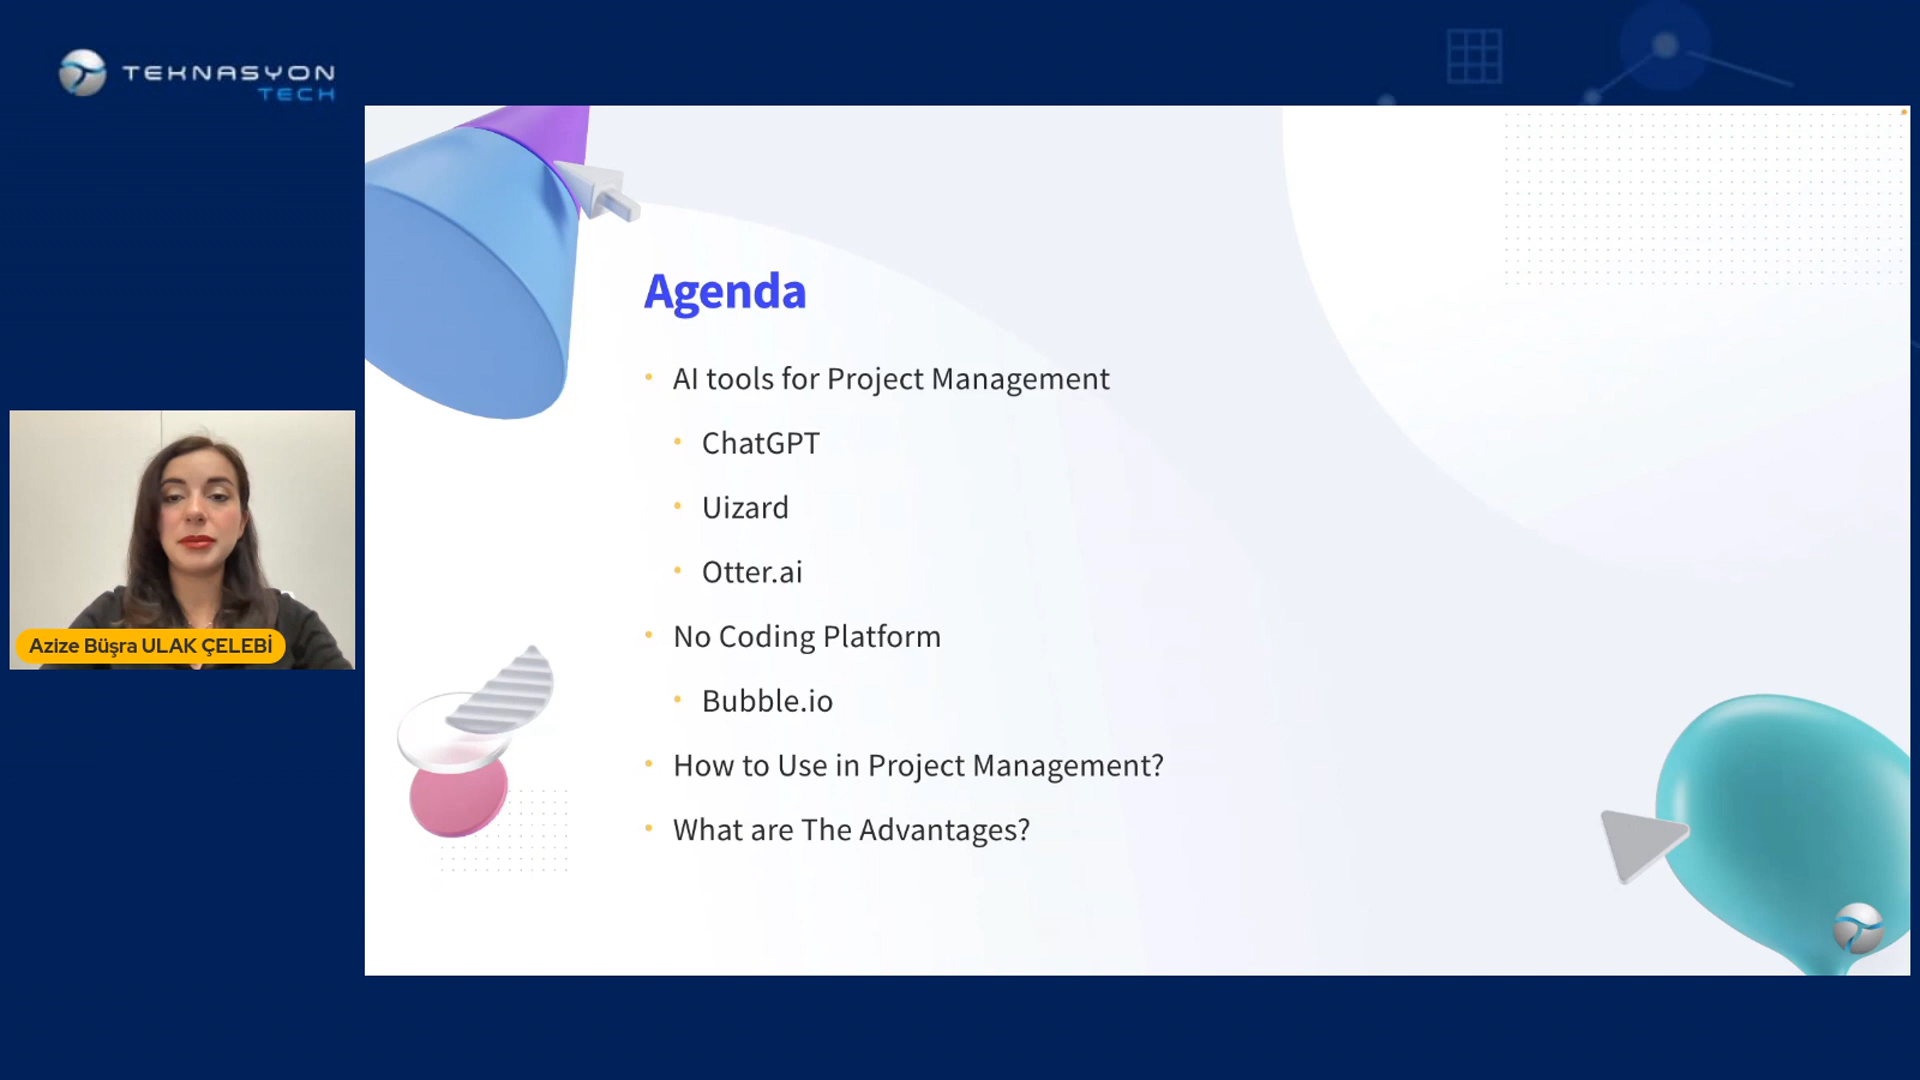 TEKNASYON
TECH
Agenda
• AI tools for Project Management
• ChatGPT
• Uizard
• Otter.ai
• No Coding Platform
• Bubble.io
• How to Use in Project Management?
• What are The Advantages?
Azize Büşra ULAK ÇELEBİ